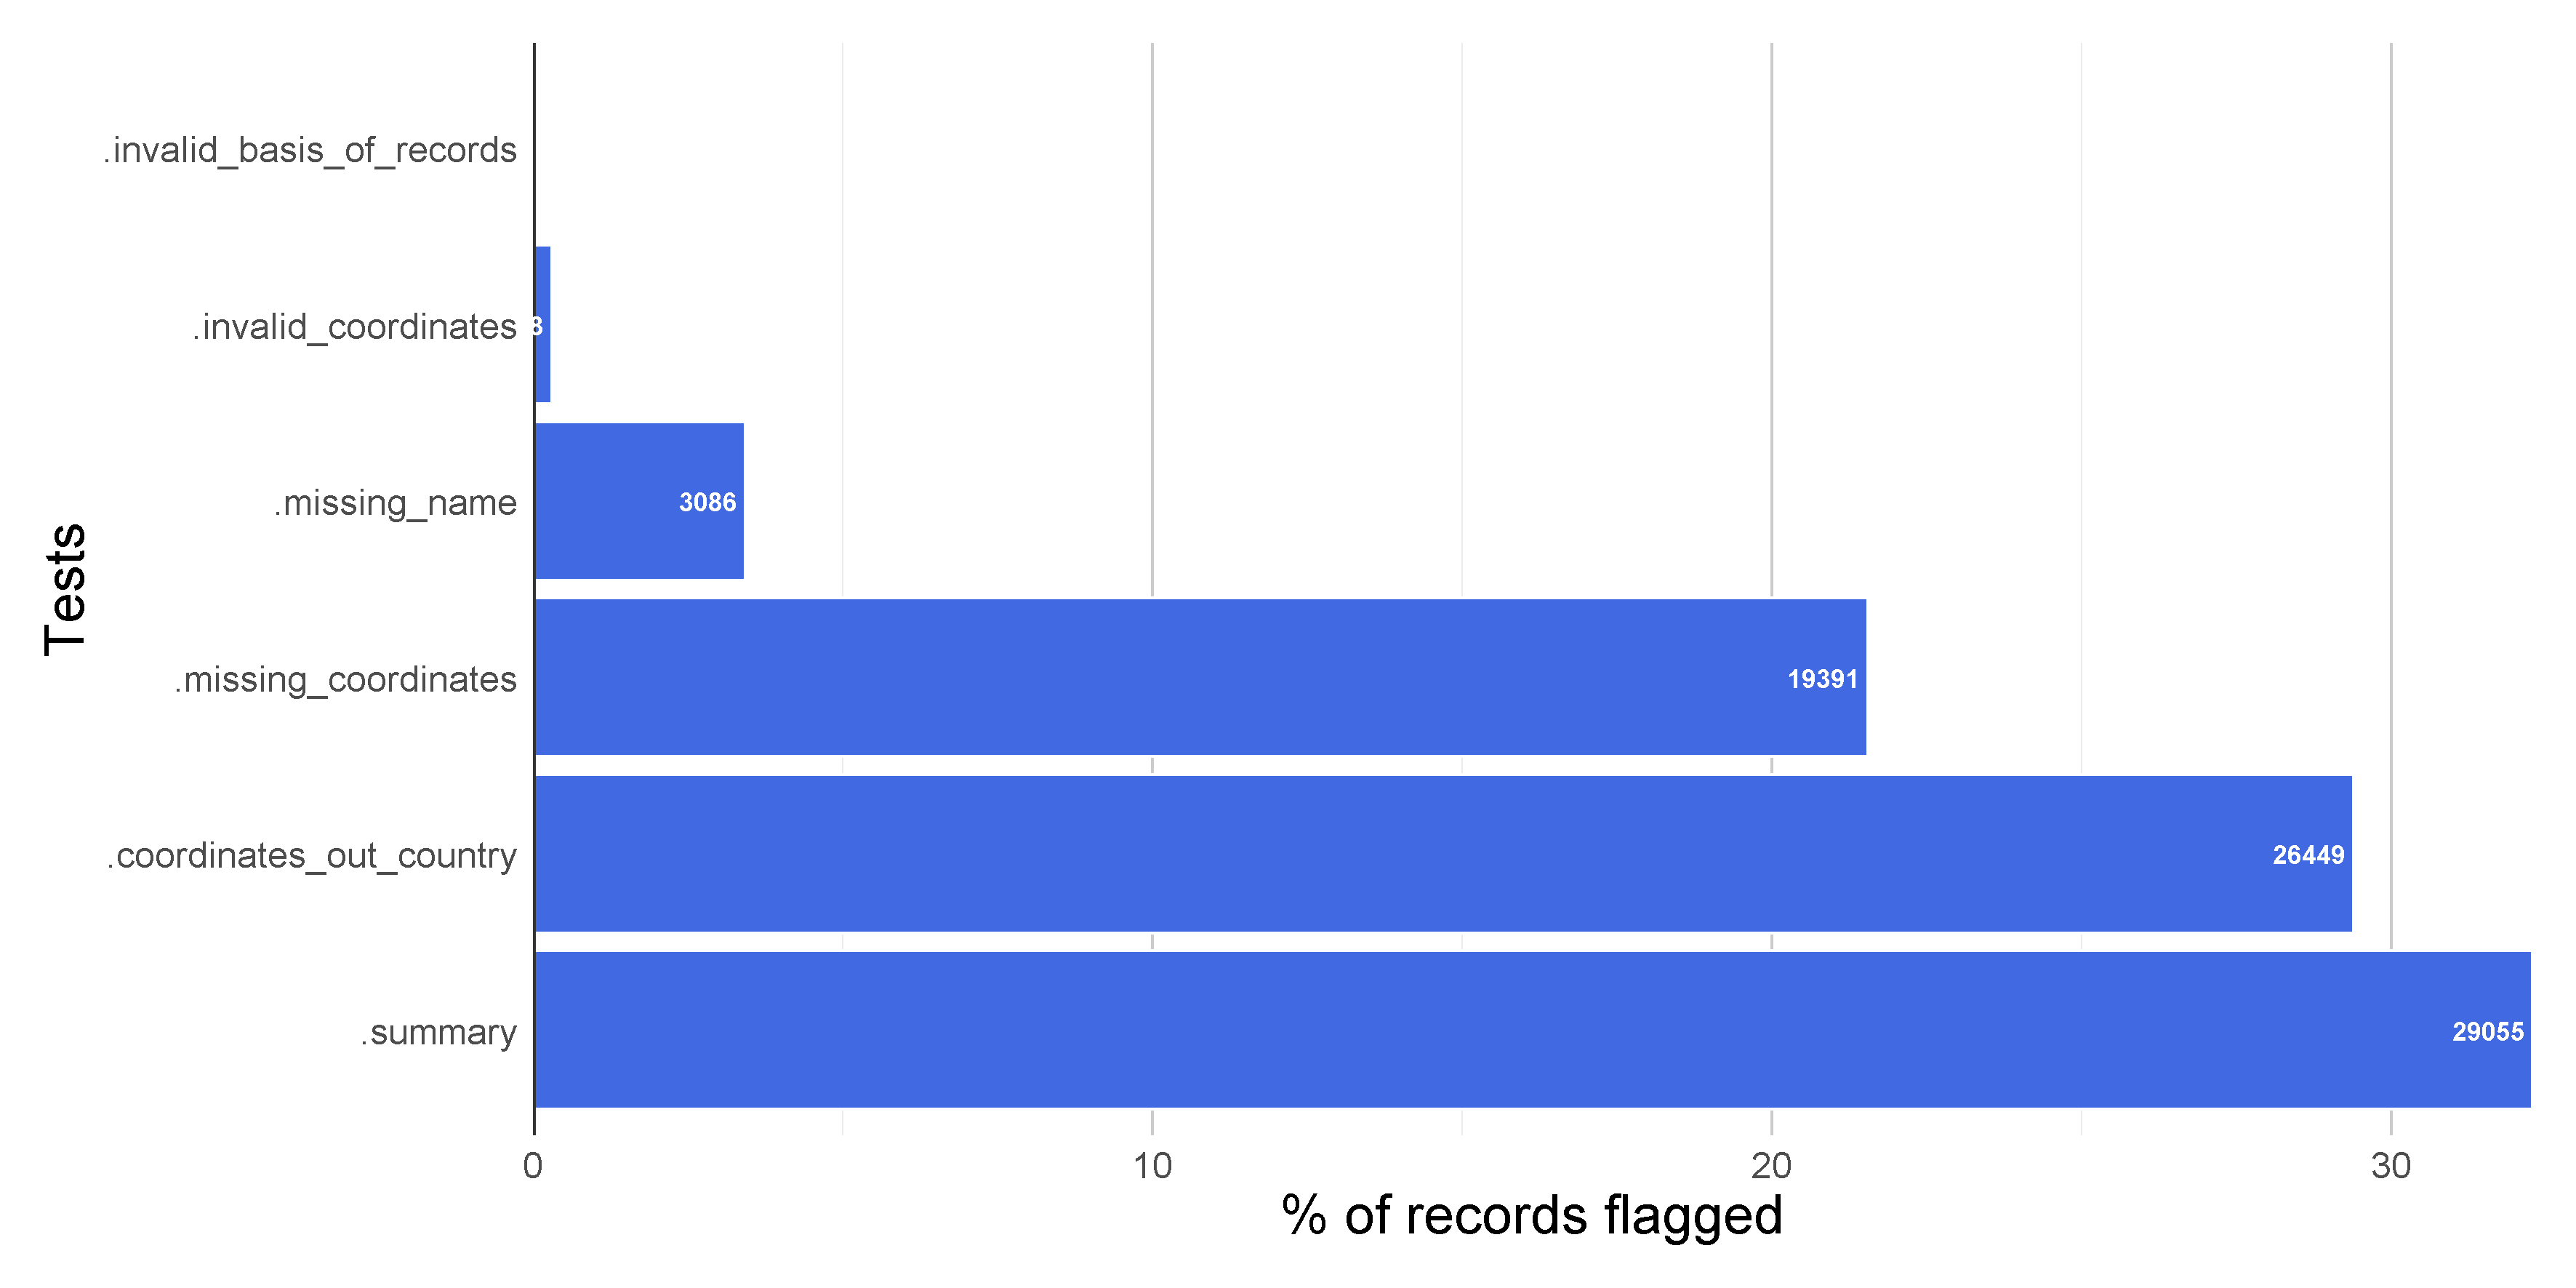 .invalid_basis_of_records
.invalid_coordinates
.missing_name
3086
.missing_coordinates
19391
.coordinates_out_country
26449
.summary
29055
0 10 20 30
% of records flagged
Tests